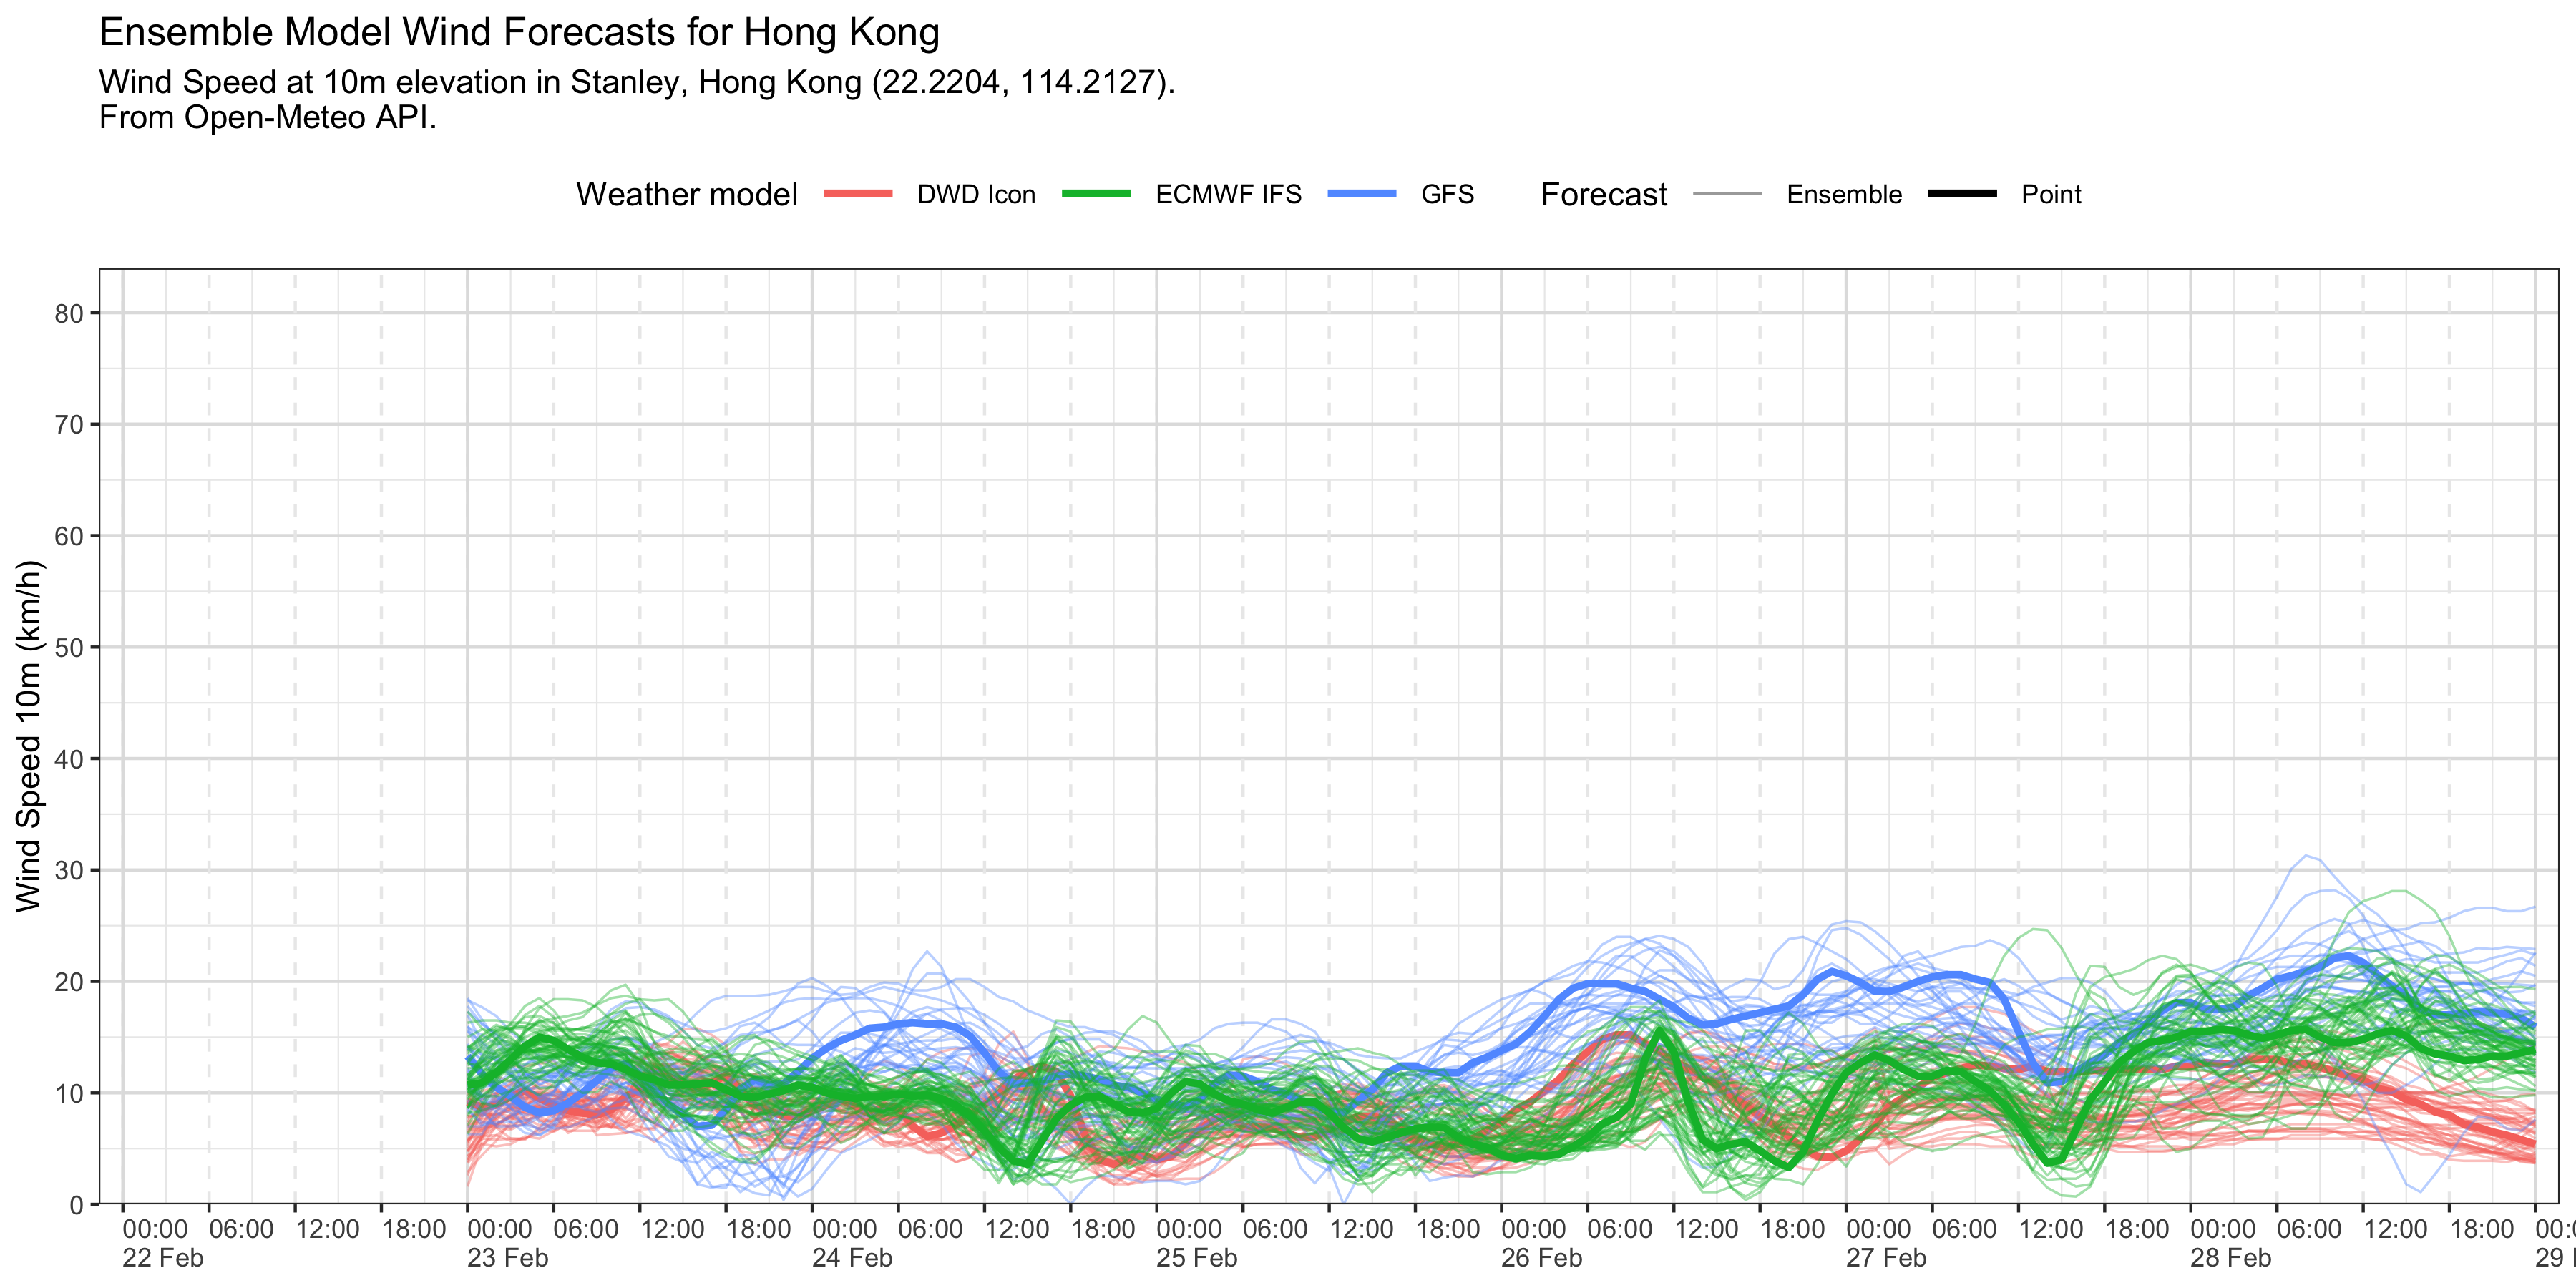 Ensemble Model Wind Forecasts for Hong Kong
Wind Speed at 10m elevation in Stanley, Hong Kong (22.2204, 114.2127).
From Open-Meteo API.
Weather model DWD Icon ECMWF IFS GFS Forecast Ensemble Point
Wind Speed 10m (km/h)
80
70
60
50
40
30
20
10
0
00:00 06:00 12:00 18:00 00:00 06:00 12:00 18:00 00:00 06:00 12:00 18:00 00:00 06:00 12:00 18:00 00:00 06:00 12:00 18:00 00:00 06:00 12:00 18:00 00:00 06:00 12:00 18:00
22 Feb 23 Feb 24 Feb 25 Feb 26 Feb 27 Feb 28 Feb 29